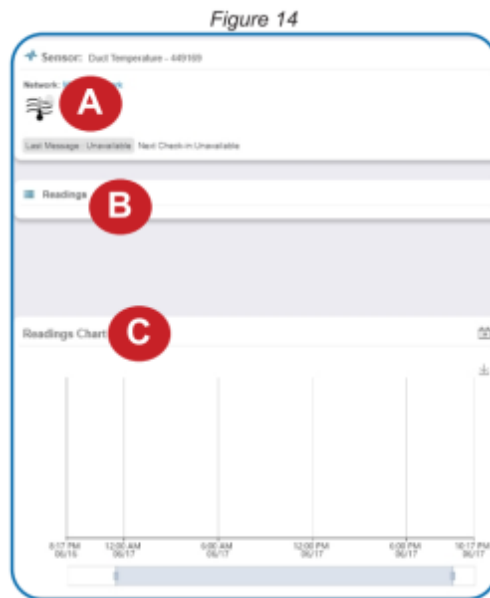 Figure 14
Sensor: Duct Temperature - 449169
Network:
A
Last Message : Unavailable Next Check-in Unavailable
Readings
B
Readings Chart
C
6:17 PM 12:00 AM 6:00 AM 12:00 PM 6:00 PM 10:17 PM
06/16 06/17 06/17 06/17 06/17 06/17